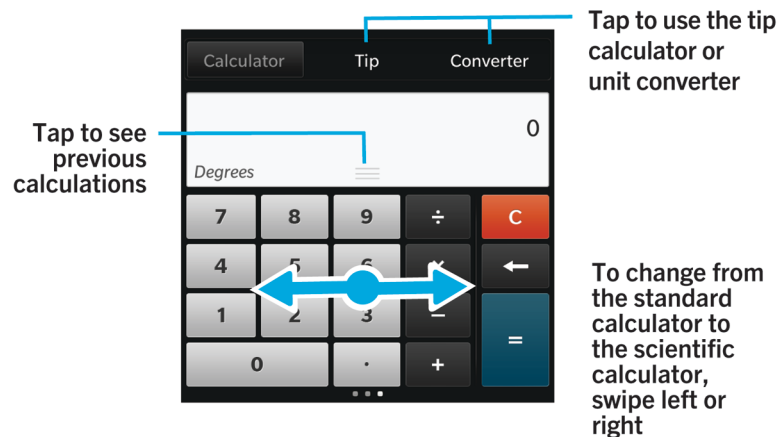 Tap to use the tip
calculator or
unit converter
Calculator Tip Converter
0
Tap to see
previous
calculations
Degrees
7 8 9 ÷ C
4 5 6 ←
1 2 3 −
=
0 . +
To change from
the standard
calculator to
the scientific
calculator,
swipe left or
right